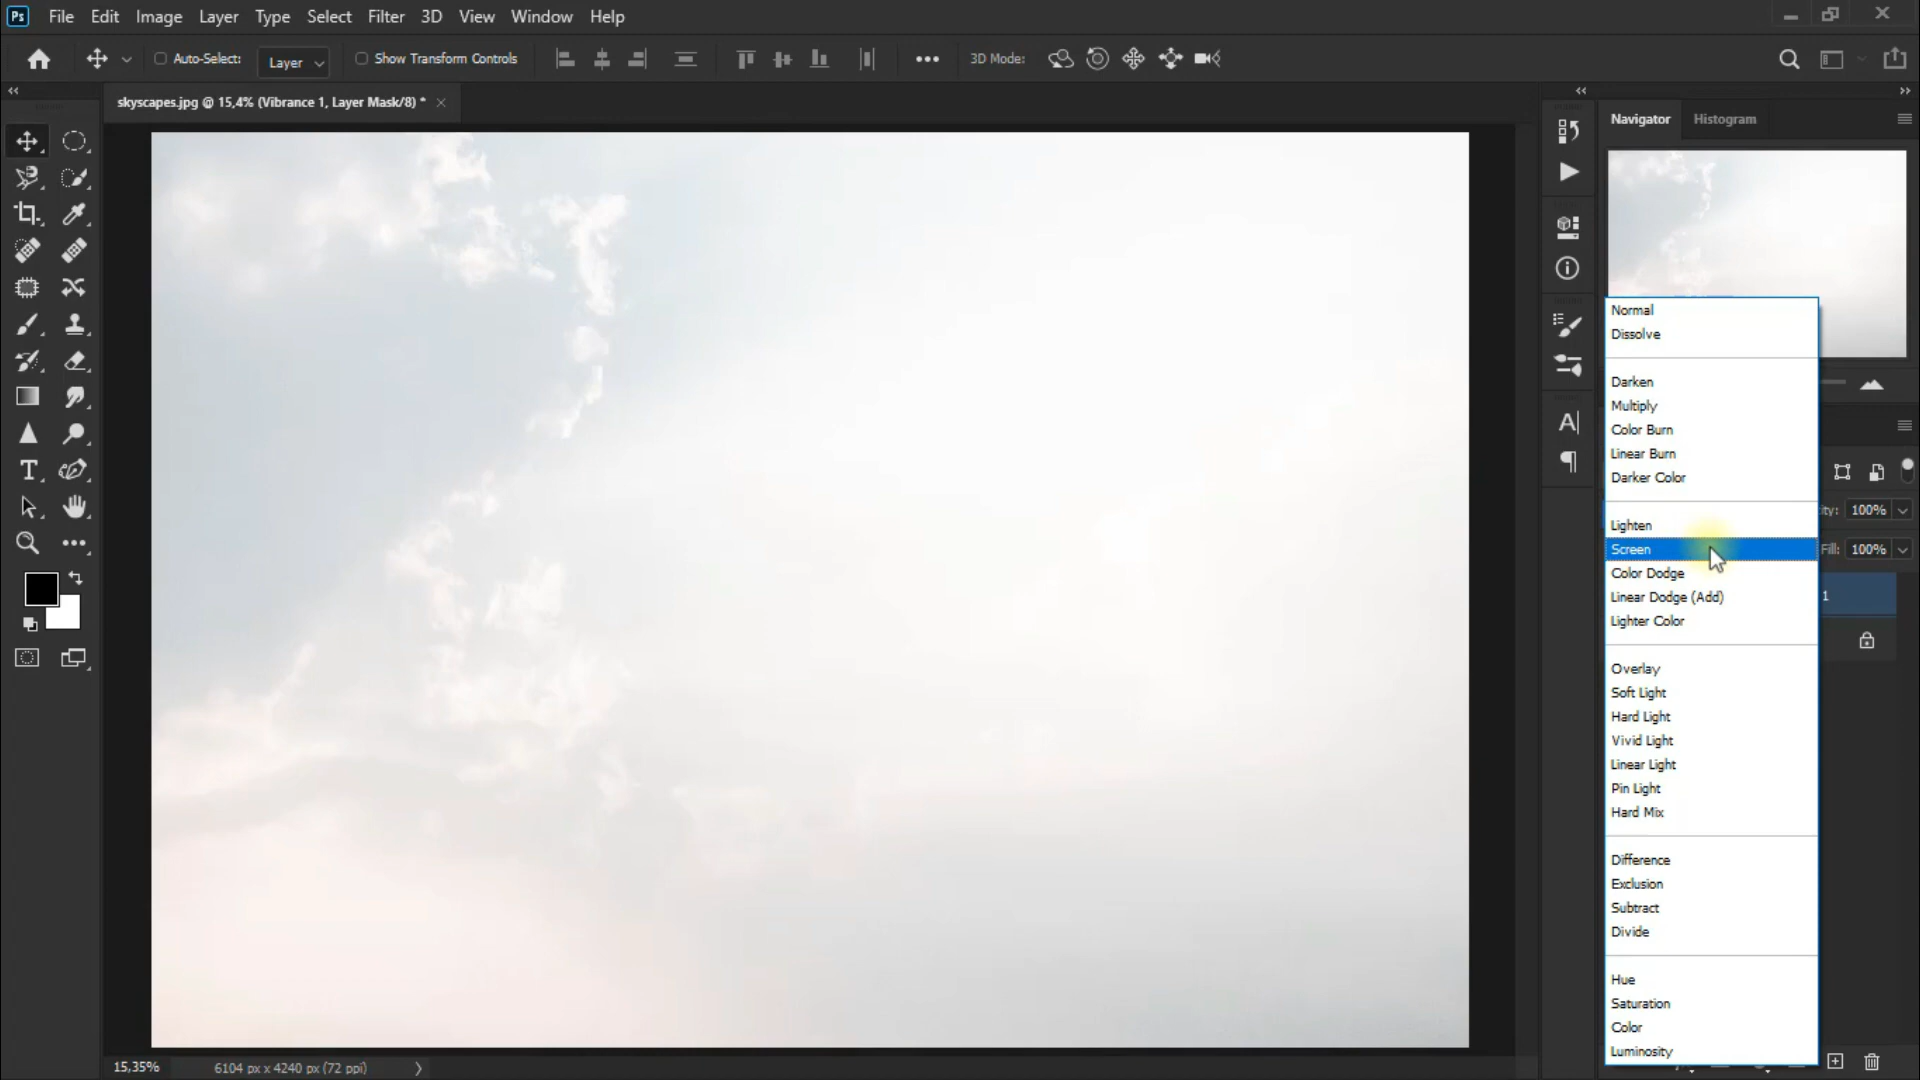 Ps File Edit Image Layer Type Select Filter 3D View Window Help
Auto-Select: Layer Show Transform Controls 3D Mode:
skyscapes.jpg @ 15,4% (Vibrance 1, Layer Mask/8) *
Navigator Histogram
Normal
Dissolve
Darken
Multiply
Color Burn
Linear Burn
Darker Color
Lighten
Screen
Color Dodge
Linear Dodge (Add)
Lighter Color
Overlay
Soft Light
Hard Light
Vivid Light
Linear Light
Pin Light
Hard Mix
Difference
Exclusion
Subtract
Divide
Hue
Saturation
Color
Luminosity
ity: 100%
Fill: 100%
1
15,35% 6104 px x 4240 px (72 ppi)